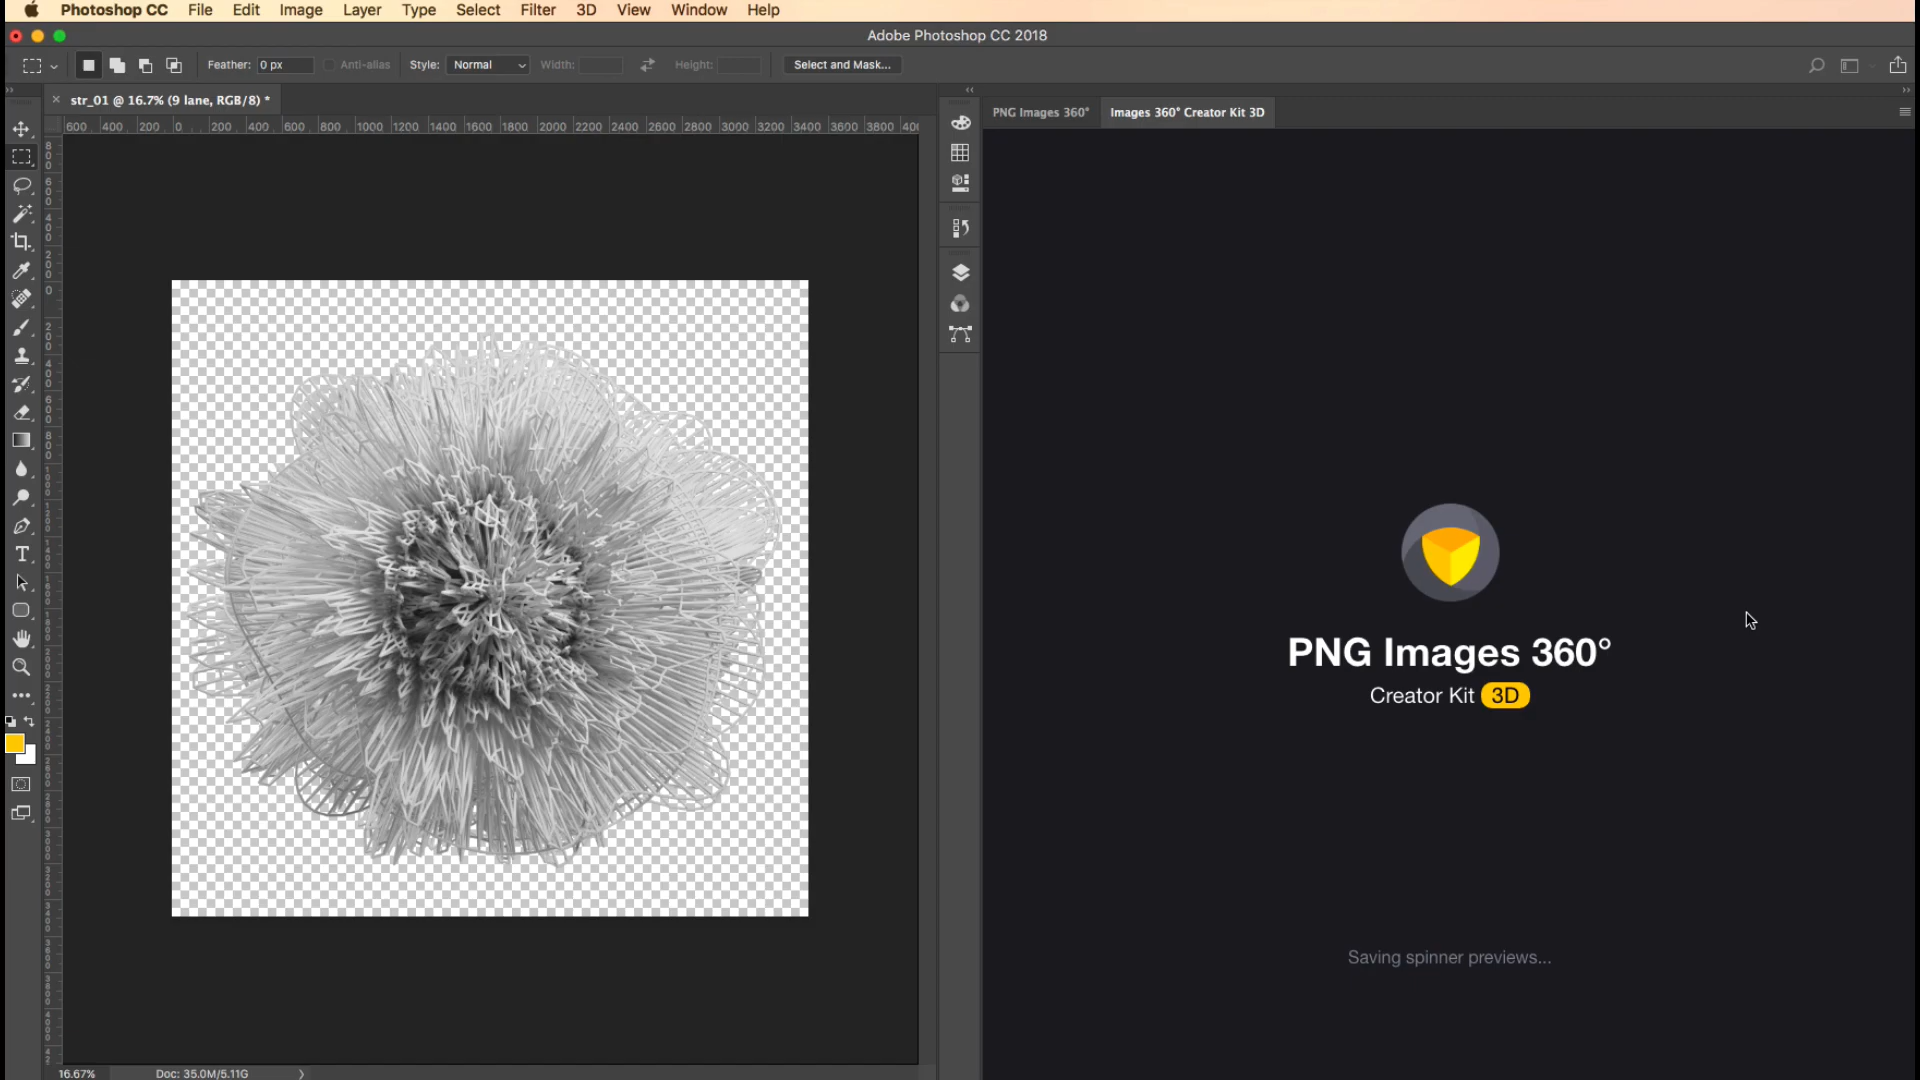 Photoshop CC File Edit Image Layer Type Select Filter 3D View Window Help
Adobe Photoshop CC 2018
Feather: 0 px Anti-alias Style: Normal Width: Height: Select and Mask...
str_01 @ 16.7% (9 lane, RGB/8) *
PNG Images 360° Images 360° Creator Kit 3D
600 400 200 0 200 400 600 800 1000 1200 1400 1600 1800 2000 2200 2400 2600 2800 3000 3200 3400 3600 3800
PNG Images 360°
Creator Kit 3D
Saving spinner previews...
16.67% Doc: 35.0M/5.11G